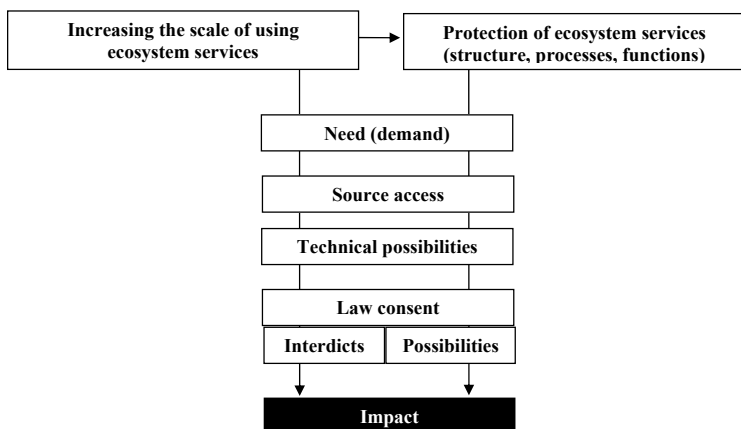 Increasing the scale of using
ecosystem services
Protection of ecosystem services
(structure, processes, functions)
Need (demand)
Source access
Technical possibilities
Law consent
Interdicts
Possibilities
Impact